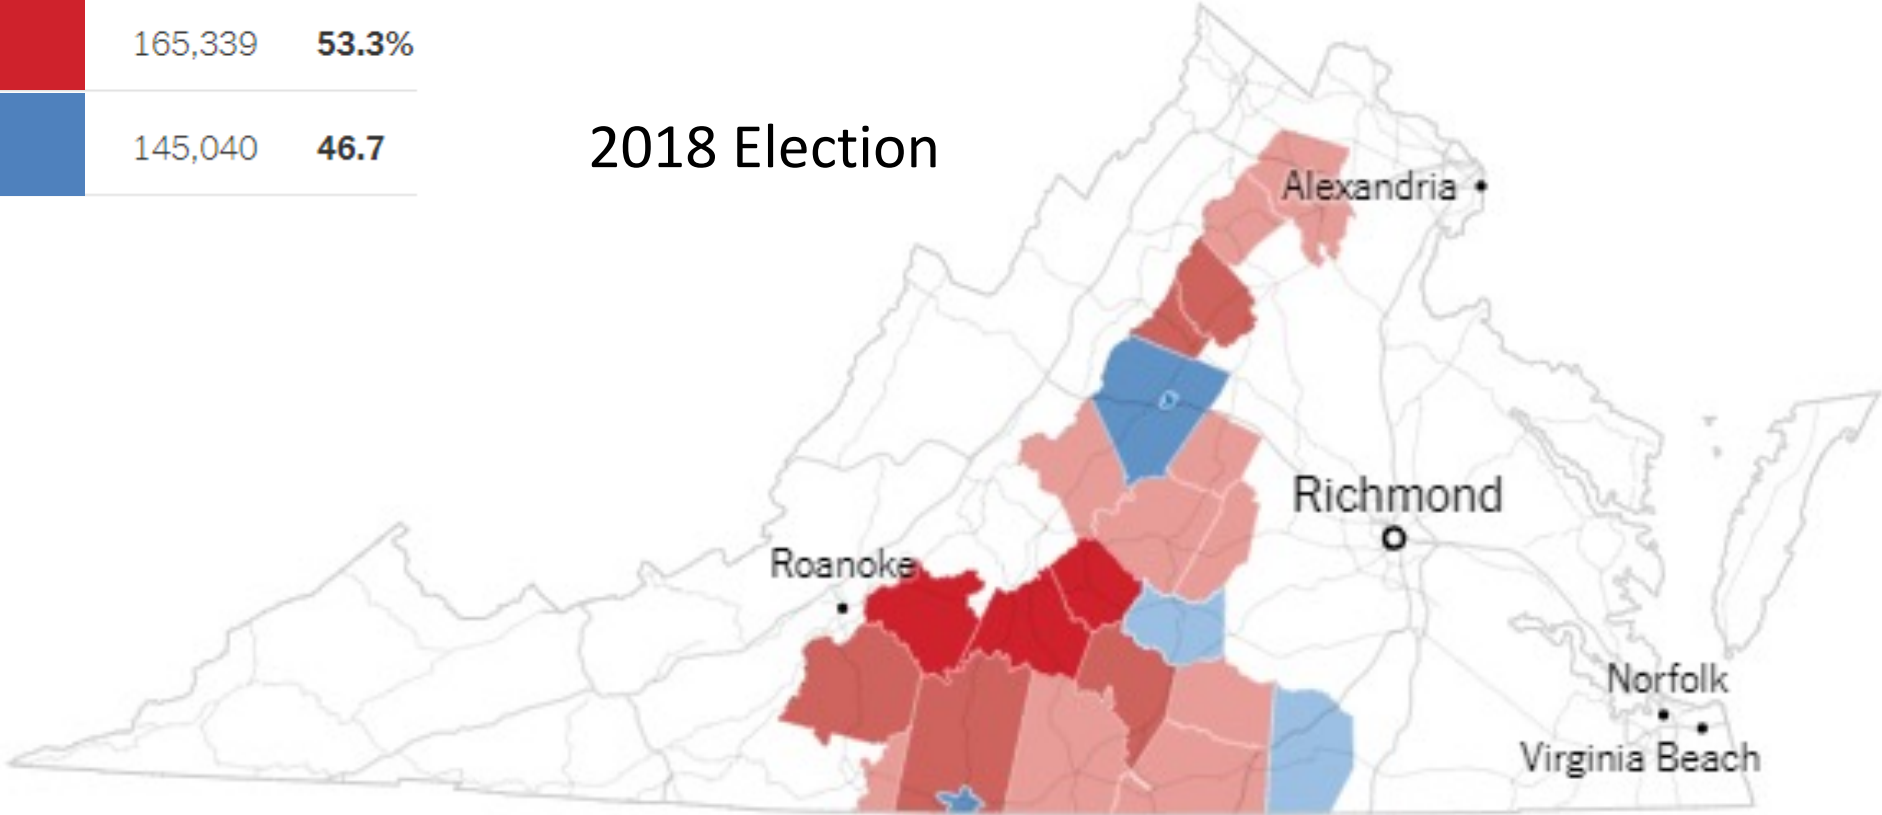 165,339 53.3%
145,040 46.7
2018 Election
Alexandria
Richmond
Roanoke
Norfolk
Virginia Beach